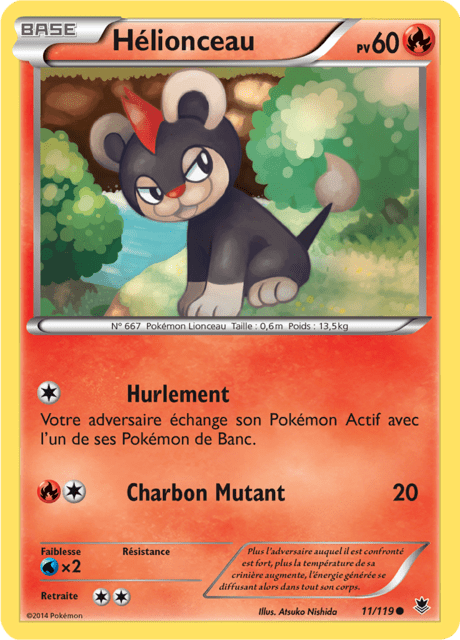 BASE
Hélionceau
PV60
N° 667 Pokémon Lionceau Taille : 0,6m Poids : 13,5kg
Hurlement
Votre adversaire échange son Pokémon Actif avec
l'un de ses Pokémon de Banc.
Charbon Mutant 20
Faiblesse Résistance
×2
Retraite
Plus l'adversaire auquel il est confronté
est fort, plus la température de sa
crinière augmente, l'énergie générée se
diffusant alors dans tout son corps.
©2014 Pokémon
Illus. Atsuko Nishida
11/119